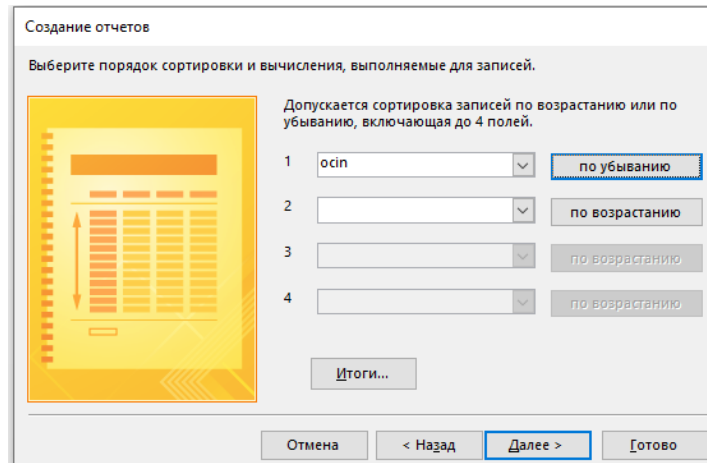 Создание отчетов
Выберите порядок сортировки и вычисления, выполняемые для записей.
Допускается сортировка записей по возрастанию или по
убыванию, включающая до 4 полей.
1 ocin по убыванию
2 по возрастанию
3 по возрастанию
4 по возрастанию
Итоги...
Отмена < Назад Далее > Готово